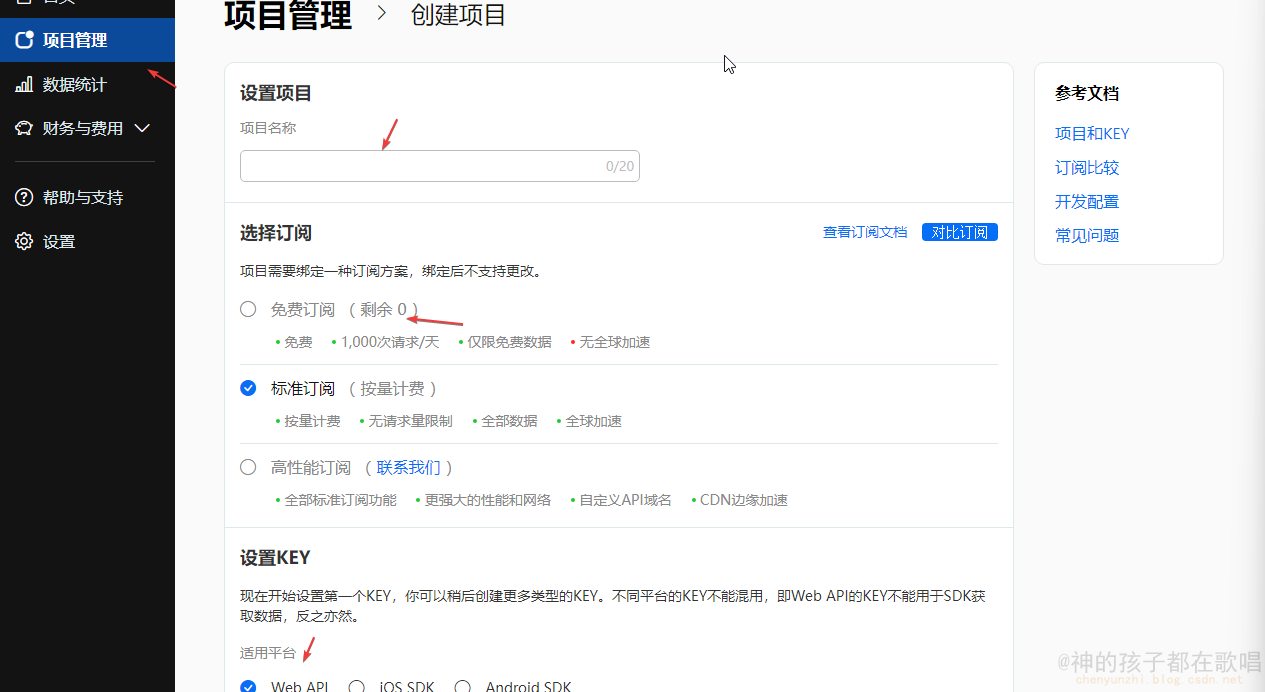 首页
项目管理
数据统计
财务与费用
帮助与支持
设置
项目管理 > 创建项目
设置项目
项目名称
0/20
选择订阅
查看订阅文档 对比订阅
项目需要绑定一种订阅方案，绑定后不支持更改。
免费订阅 （剩余 0）
• 免费 • 1,000次请求/天 • 仅限免费数据 • 无全球加速
标准订阅 （按量计费）
• 按量计费 • 无请求量限制 • 全部数据 • 全球加速
高性能订阅 （联系我们）
• 全部标准订阅功能 • 更强大的性能和网络 • 自定义API域名 • CDN边缘加速
设置KEY
现在开始设置第一个KEY，你可以稍后创建更多类型的KEY。不同平台的KEY不能混用，即Web API的KEY不能用于SDK获
取数据，反之亦然。
适用平台
Web API iOS SDK Android SDK
参考文档
项目和KEY
订阅比较
开发配置
常见问题
@神的孩子都在歌唱
chenyunzhi.blog.csdn.net